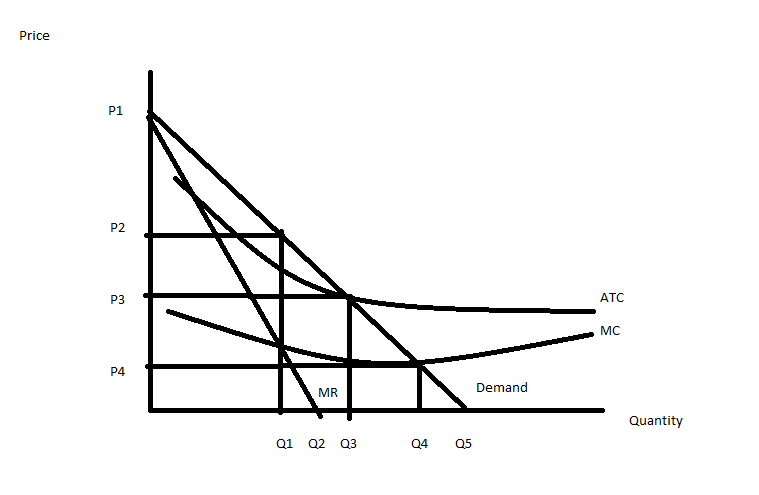 Price
P1
P2
P3
ATC
MC
P4
MR
Demand
Quantity
Q1 Q2 Q3 Q4 Q5